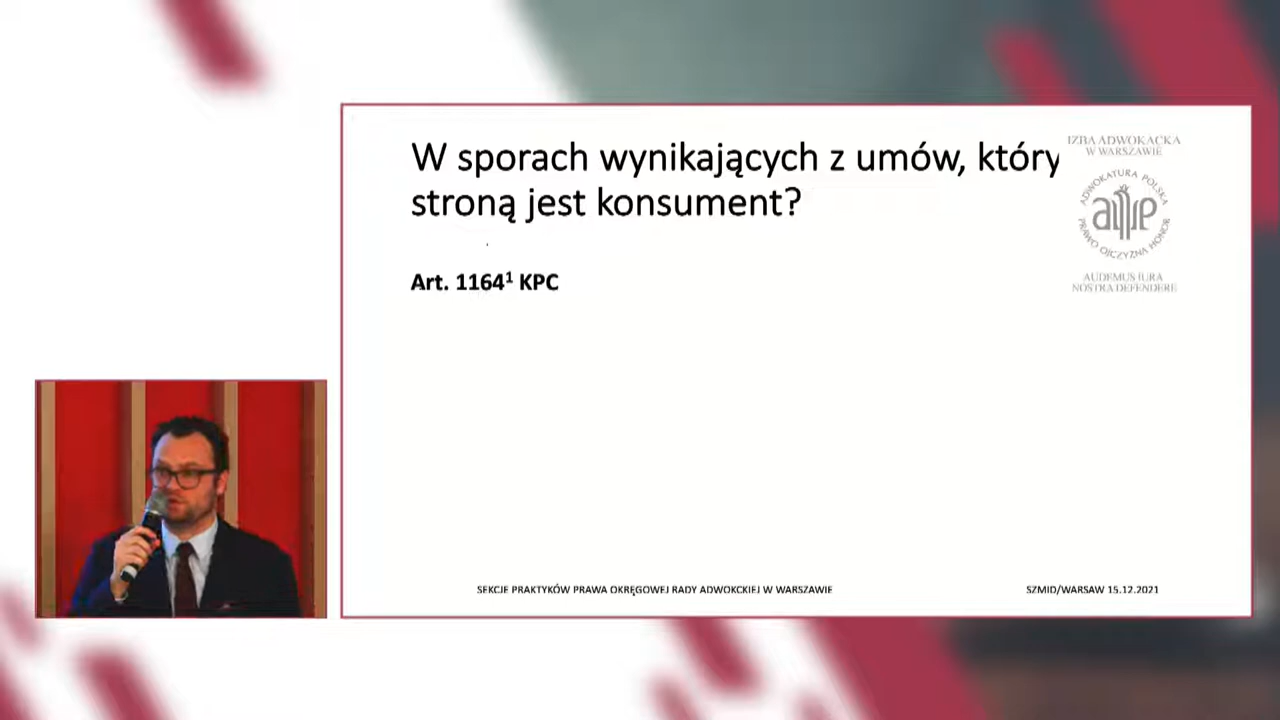 W sporach wynikających z umów, który
stroną jest konsument?
Art. 1164¹ KPC
IZBA ADWOKACKA
W WARSZAWIE
ADWOKATURA POLSKA
PRAWO OJCZYZNA HONOR
AUDEMUS IURA
NOSTRA DEFENDERE
SEKCJE PRAKTYKÓW PRAWA OKRĘGOWEJ RADY ADWOKCKIEJ W WARSZAWIE
SZMID/WARSAW 15.12.2021